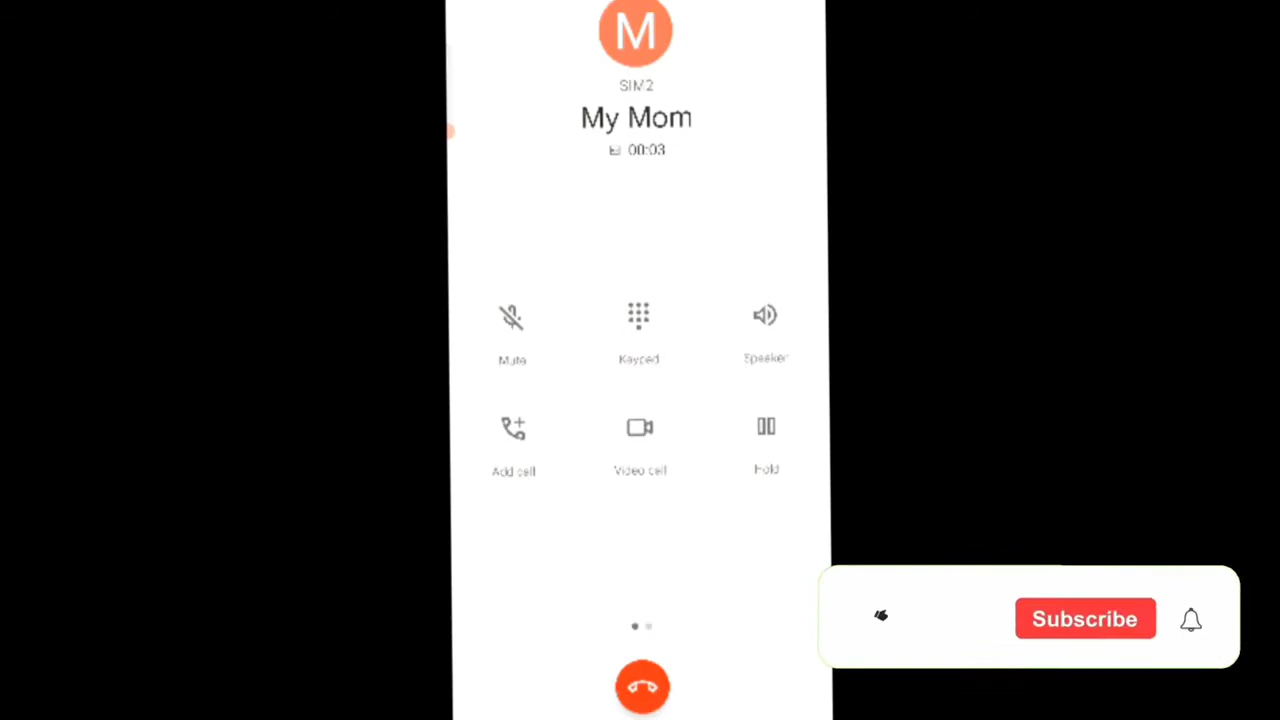 M
SIM2
My Mom
00:03
Mute
Keypad
Speaker
Add call
Video call
Hold
Subscribe